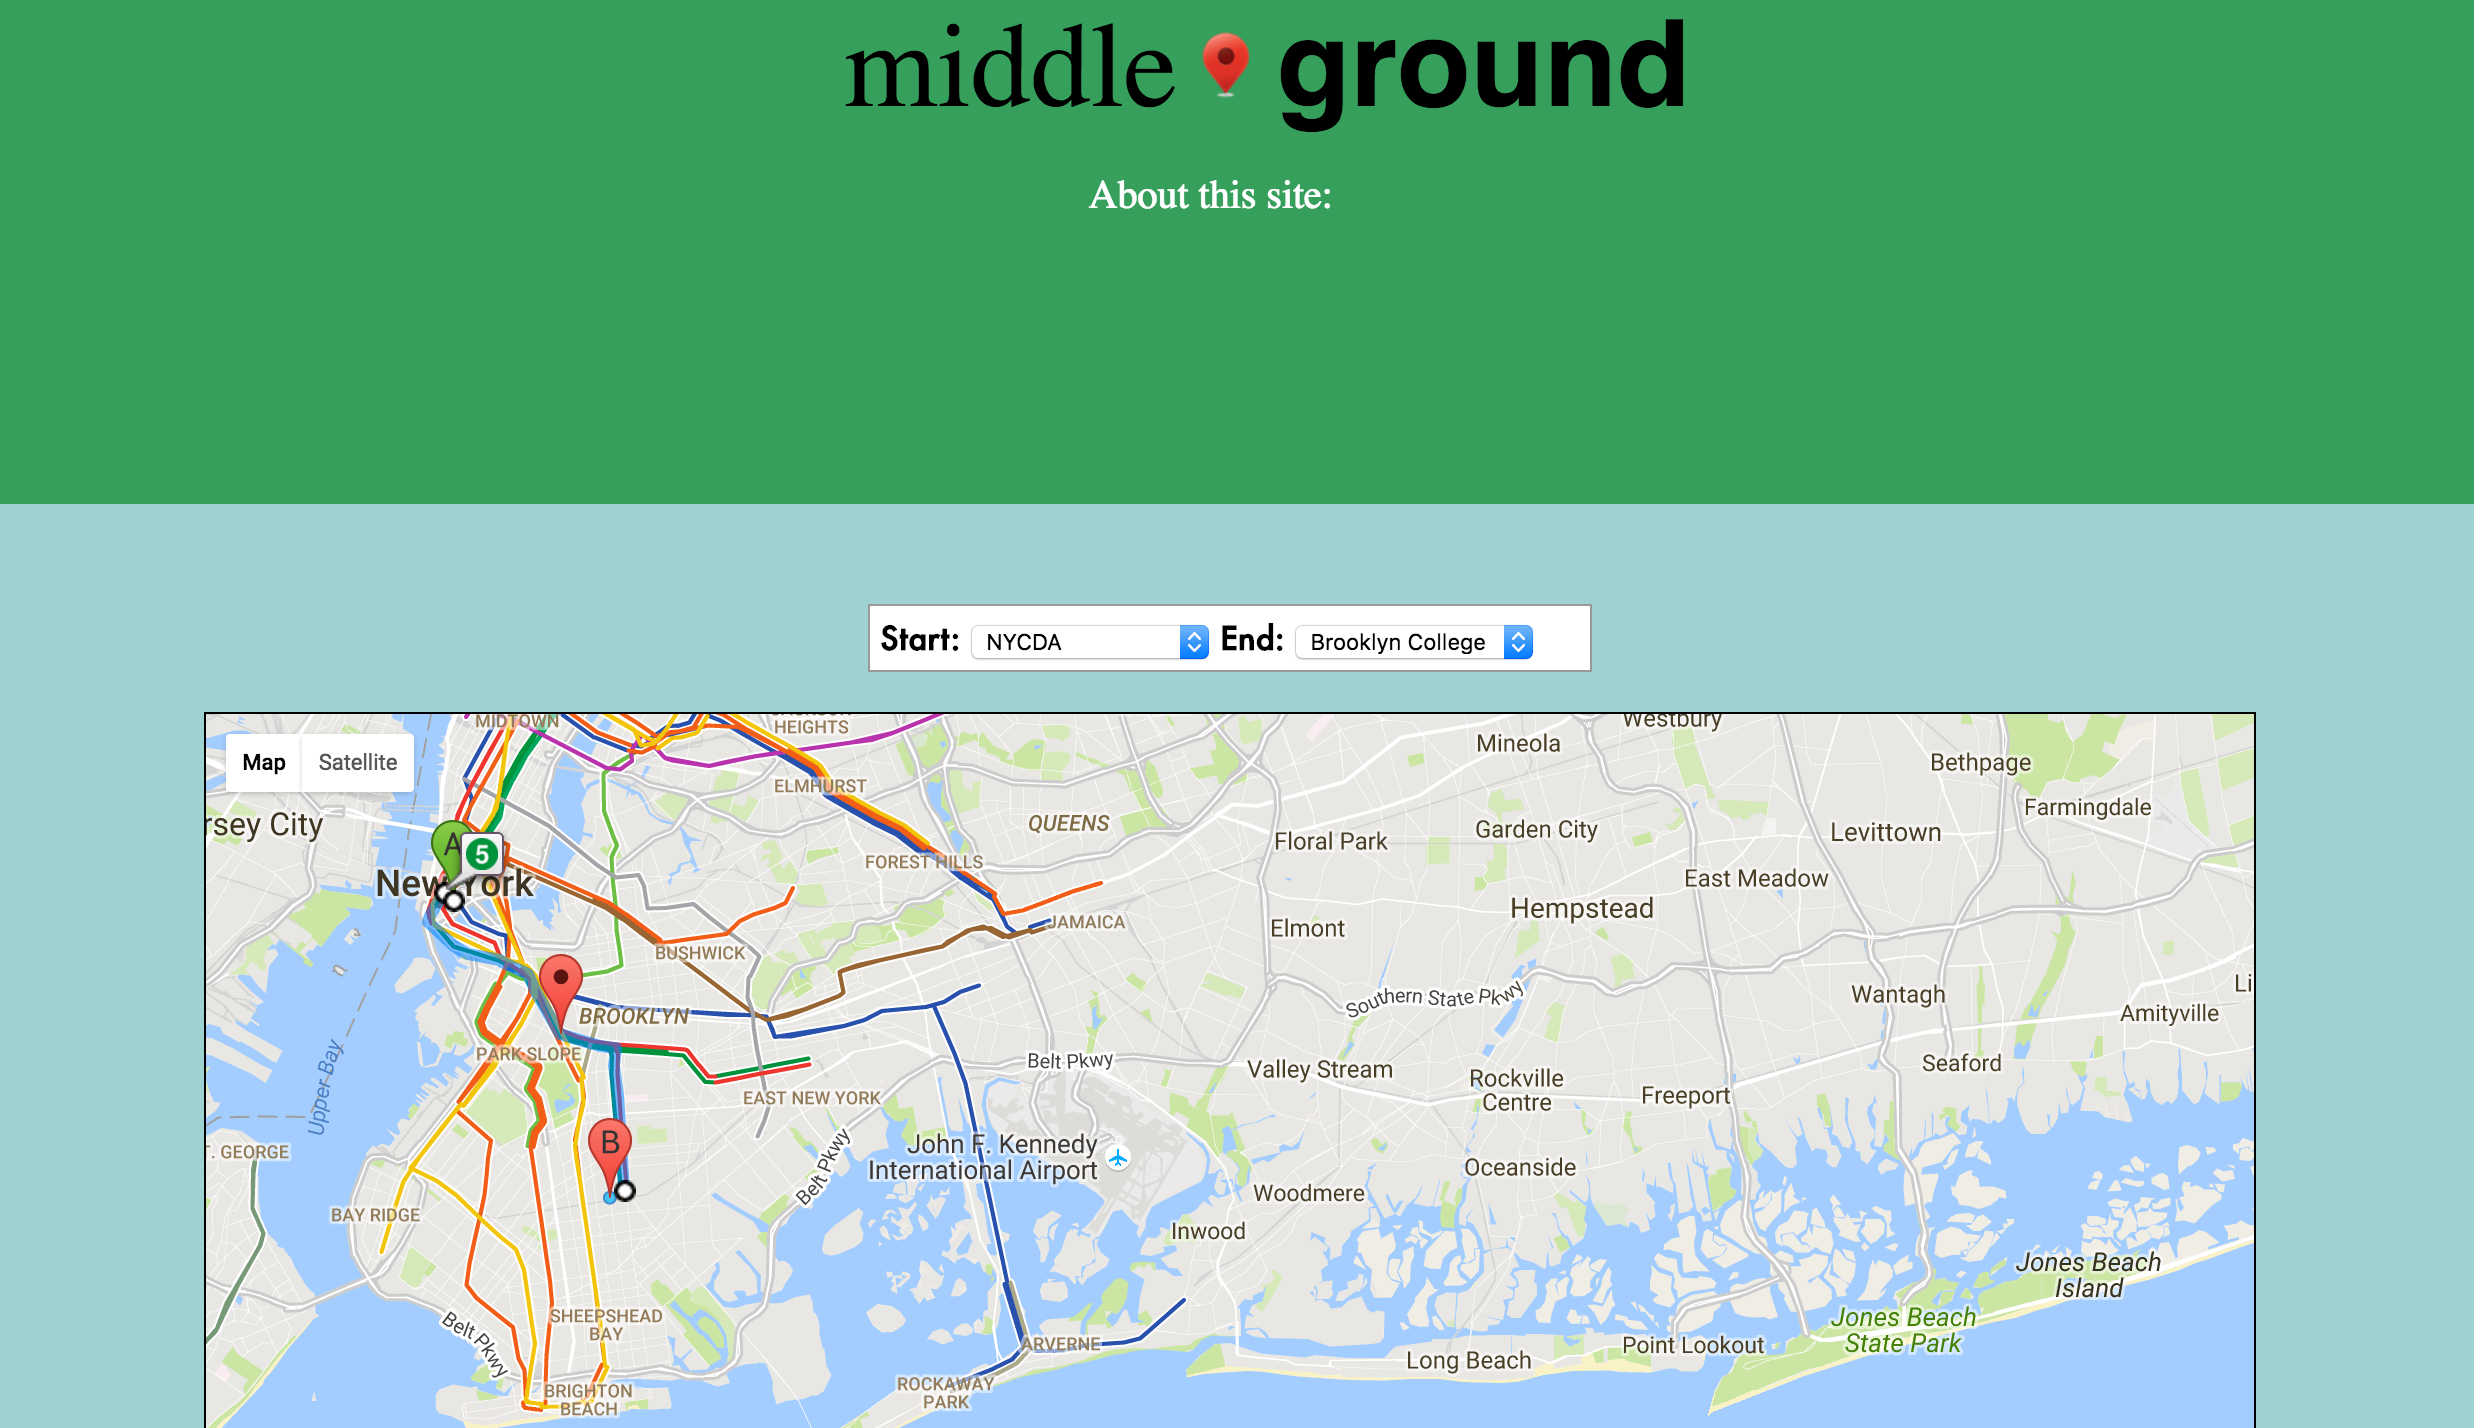 middle ground
About this site:
Start: NYCDA End: Brooklyn College
Map Satellite
MIDTOWN
HEIGHTS
Westbury
Mineola
Bethpage
ELMHURST
Farmingdale
rsey City
QUEENS
Garden City
Levittown
Floral Park
A
5
FOREST HILLS
New York
East Meadow
Hempstead
JAMAICA
Elmont
BUSHWICK
Li
Southern State Pkwy
Wantagh
BROOKLYN
Amityville
PARK SLOPE
Upper Bay
Belt Pkwy
Valley Stream
Seaford
Rockville
Centre
Freeport
EAST NEW YORK
B
John F. Kennedy
International Airport
T. GEORGE
Belt Pkwy
Oceanside
Woodmere
BAY RIDGE
Inwood
Jones Beach
Island
SHEEPSHEAD
BAY
Jones Beach
State Park
Belt Pkwy
ARVERNE
Point Lookout
Long Beach
ROCKAWAY
PARK
BRIGHTON
BEACH